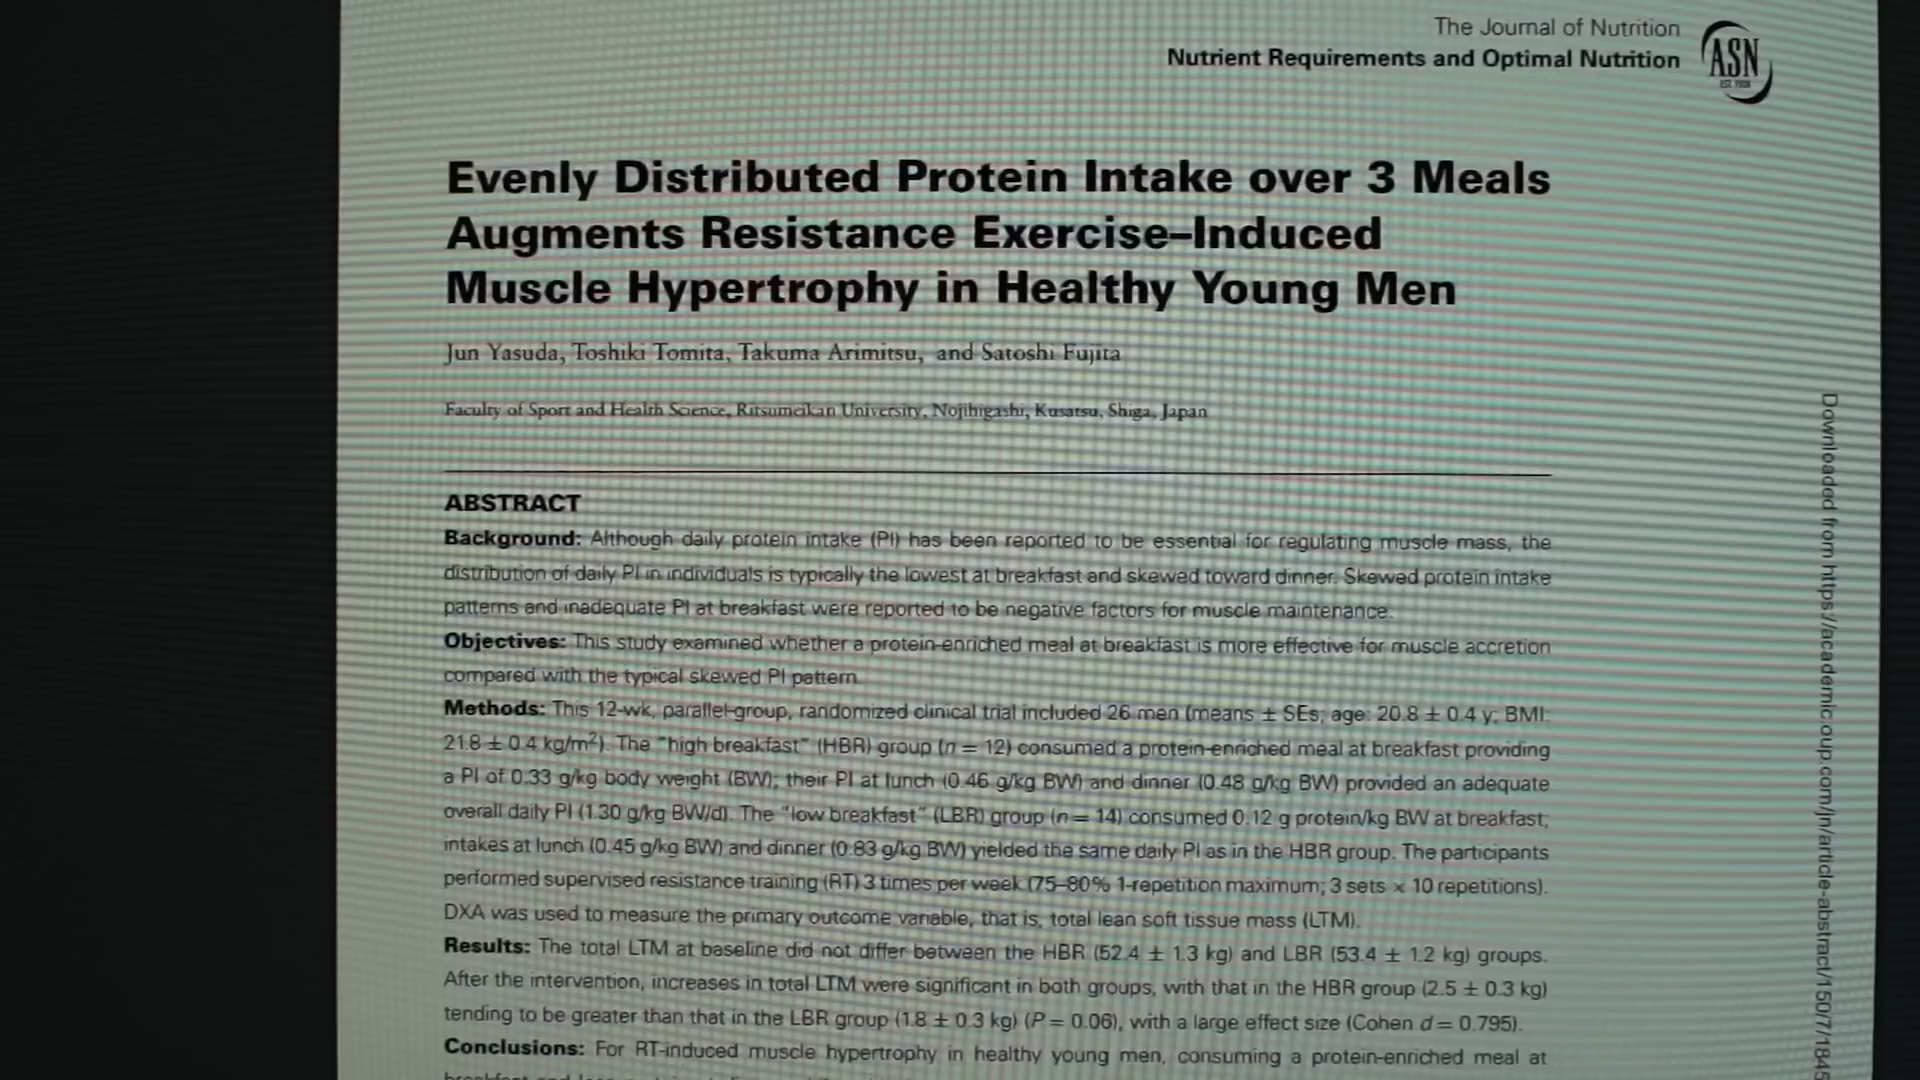 The Journal of Nutrition
Nutrient Requirements and Optimal Nutrition
ASN
EST. 1928
Evenly Distributed Protein Intake over 3 Meals
Augments Resistance Exercise–Induced
Muscle Hypertrophy in Healthy Young Men
Jun Yasuda, Toshiki Tomita, Takuma Arimitsu, and Satoshi Fujita
Faculty of Sport and Health Science, Ritsumeikan University, Nojihigashi, Kusatsu, Shiga, Japan
ABSTRACT
Background: Although daily protein intake (PI) has been reported to be essential for regulating muscle mass, the
distribution of daily PI in individuals is typically the lowest at breakfast and skewed toward dinner. Skewed protein intake
patterns and inadequate PI at breakfast were reported to be negative factors for muscle maintenance.
Objectives: This study examined whether a protein-enriched meal at breakfast is more effective for muscle accretion
compared with the typical skewed PI pattern.
Methods: This 12-wk, parallel-group, randomized clinical trial included 26 men (means ± SEs; age: 20.8 ± 0.4 y; BMI:
21.8 ± 0.4 kg/m²). The "high breakfast" (HBR) group (n = 12) consumed a protein-enriched meal at breakfast providing
a PI of 0.33 g/kg body weight (BW); their PI at lunch (0.46 g/kg BW) and dinner (0.48 g/kg BW) provided an adequate
overall daily PI (1.30 g/kg BW/d). The "low breakfast" (LBR) group (n = 14) consumed 0.12 g protein/kg BW at breakfast;
intakes at lunch (0.45 g/kg BW) and dinner (0.83 g/kg BW) yielded the same daily PI as in the HBR group. The participants
performed supervised resistance training (RT) 3 times per week (75–80% 1-repetition maximum; 3 sets × 10 repetitions).
DXA was used to measure the primary outcome variable, that is, total lean soft tissue mass (LTM).
Results: The total LTM at baseline did not differ between the HBR (52.4 ± 1.3 kg) and LBR (53.4 ± 1.2 kg) groups.
After the intervention, increases in total LTM were significant in both groups, with that in the HBR group (2.5 ± 0.3 kg)
tending to be greater than that in the LBR group (1.8 ± 0.3 kg) (P = 0.06), with a large effect size (Cohen d = 0.795).
Conclusions: For RT-induced muscle hypertrophy in healthy young men, consuming a protein-enriched meal at
Downloaded from https://academic.oup.com/jn/article-abstract/150/7/1845